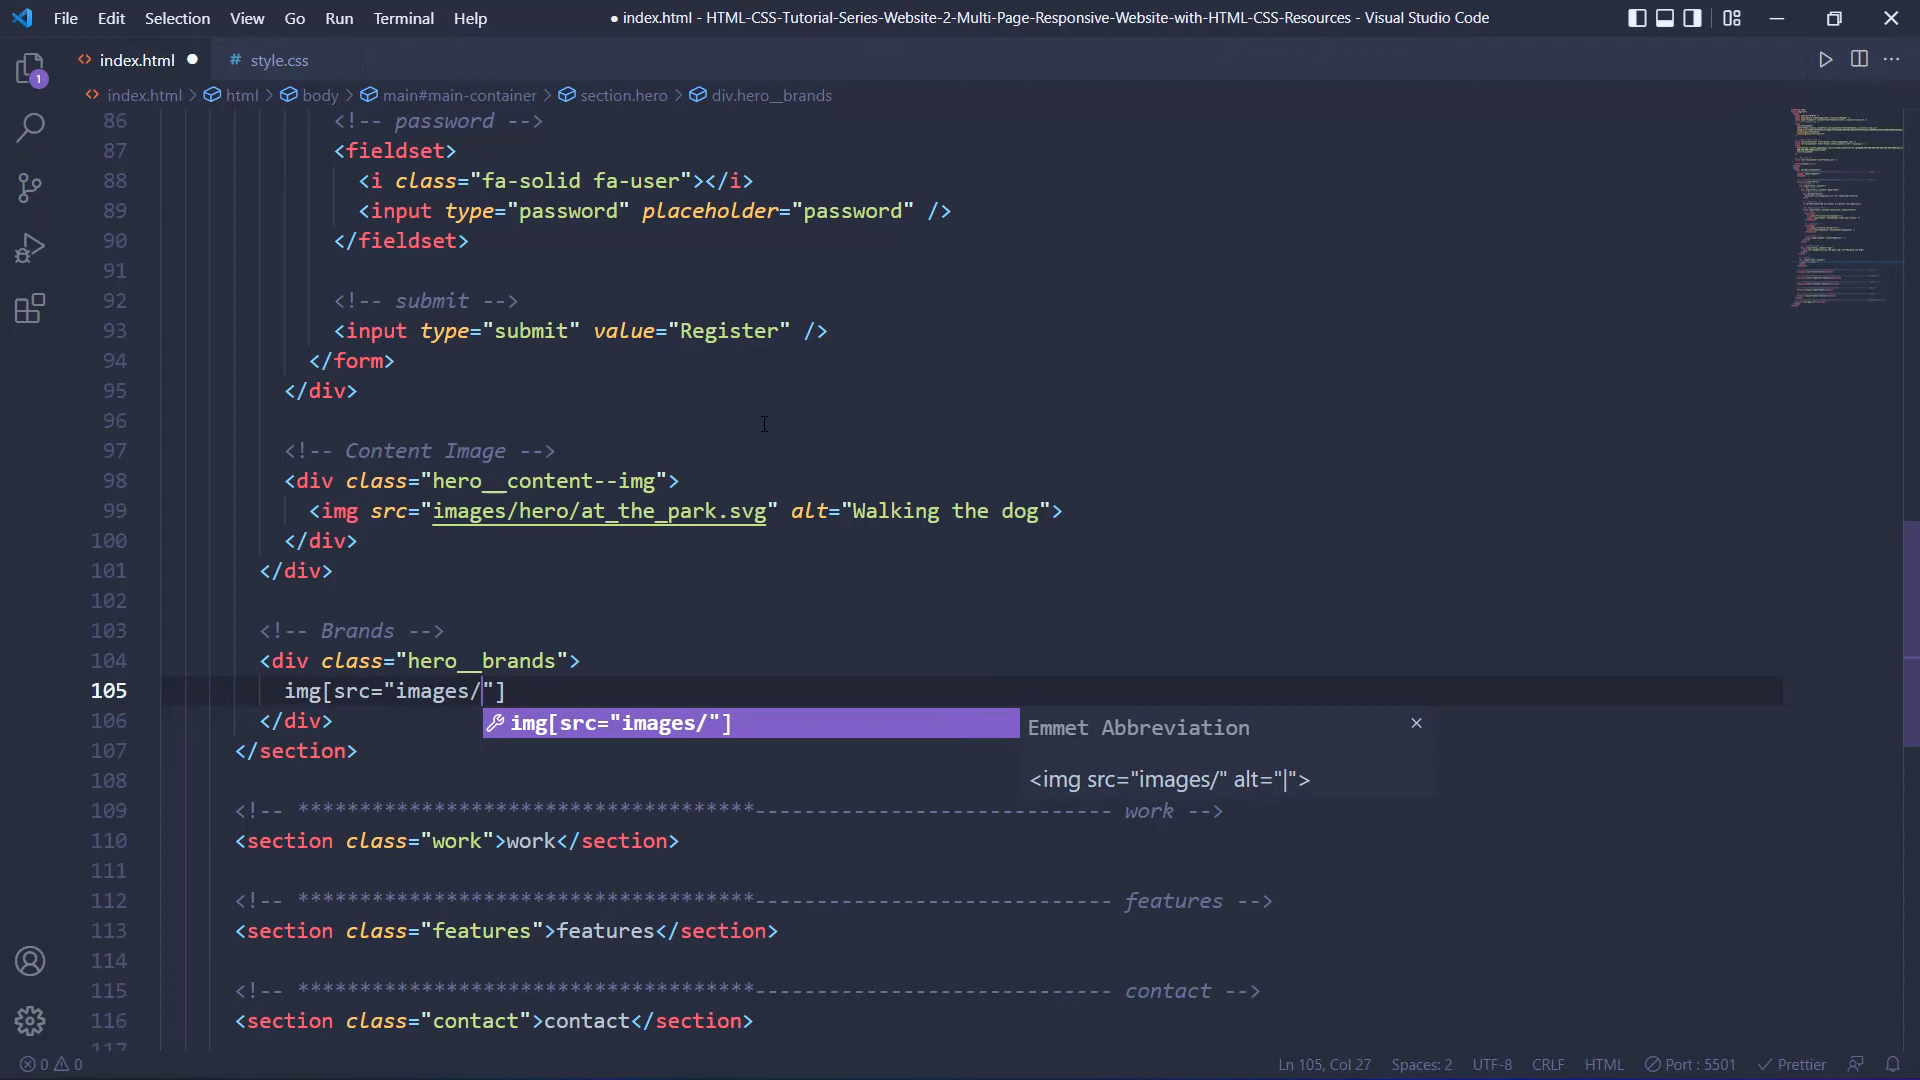 File Edit Selection View Go Run Terminal Help
● index.html - HTML-CSS-Tutorial-Series-Website-2-Multi-Page-Responsive-Website-with-HTML-CSS-Resources - Visual Studio Code
1
<> index.html ● # style.css
<> index.html > html > body > main#main-container > section.hero > div.hero__brands
86 <!-- password -->
87 <fieldset>
88 <i class="fa-solid fa-user"></i>
89 <input type="password" placeholder="password" />
90 </fieldset>
91
92 <!-- submit -->
93 <input type="submit" value="Register" />
94 </form>
95 </div>
96
97 <!-- Content Image -->
98 <div class="hero__content--img">
99 <img src="images/hero/at_the_park.svg" alt="Walking the dog">
100 </div>
101 </div>
102
103 <!-- Brands -->
104 <div class="hero__brands">
105 img[src="images/"]
106 </div>
img[src="images/"]
Emmet Abbreviation ×
<img src="images/" alt="|">
107 </section>
108
109 <!-- *************************************----------------------------- work -->
110 <section class="work">work</section>
111
112 <!-- *************************************----------------------------- features -->
113 <section class="features">features</section>
114
115 <!-- *************************************----------------------------- contact -->
116 <section class="contact">contact</section>
117
0 0
Ln 105, Col 27 Spaces: 2 UTF-8 CRLF HTML Port : 5501 Prettier